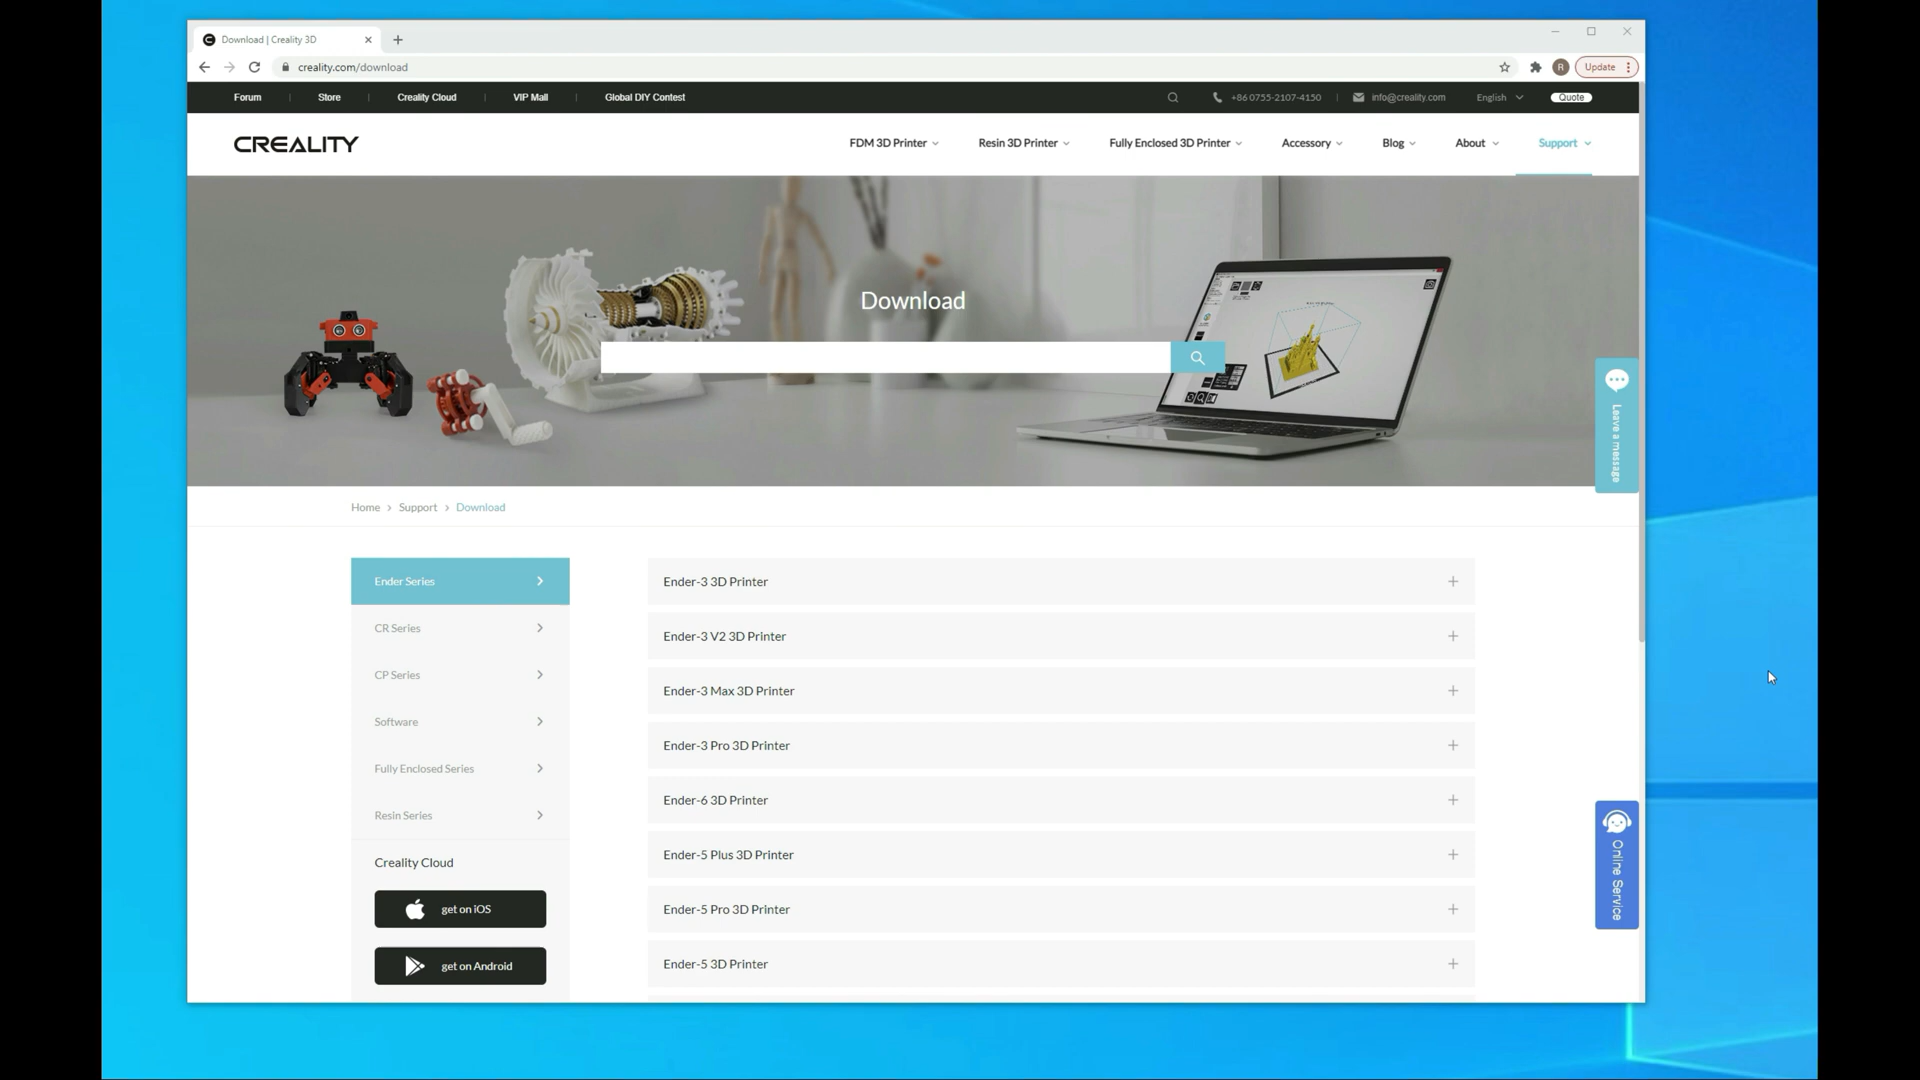 Download | Creality 3D
creality.com/download
R
Update
Forum | Store | Creality Cloud | VIP Mall | Global DIY Contest
+86 0755-2107-4150 | info@creality.com
English
Quote
CREALITY
FDM 3D Printer
Resin 3D Printer
Fully Enclosed 3D Printer
Accessory
Blog
About
Support
Download
Leave a message
Home > Support > Download
Ender Series
CR Series
CP Series
Software
Fully Enclosed Series
Resin Series
Creality Cloud
get on iOS
get on Android
Ender-3 3D Printer
Ender-3 V2 3D Printer
Ender-3 Max 3D Printer
Ender-3 Pro 3D Printer
Ender-6 3D Printer
Ender-5 Plus 3D Printer
Ender-5 Pro 3D Printer
Ender-5 3D Printer
Online Service